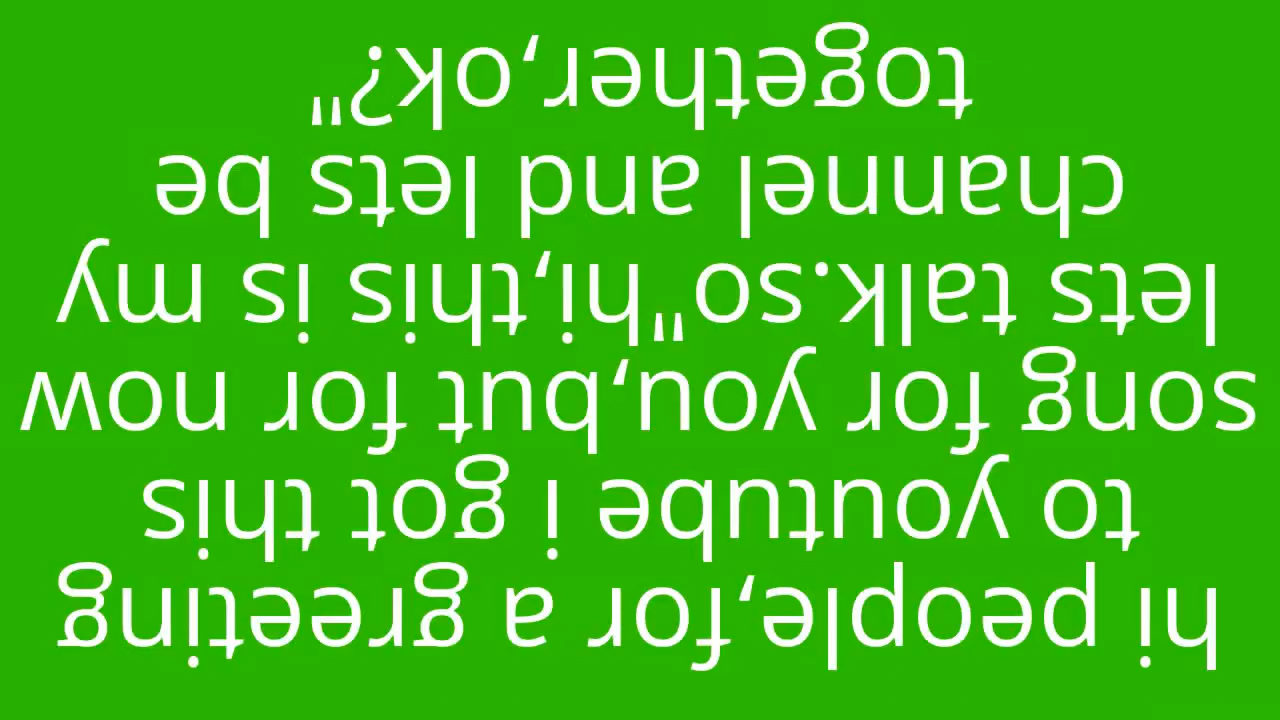 hi people,for a greeting
to youtube i got this
song for you,but for now
lets talk.so "hi,this is my
channel and lets be
together,ok?"